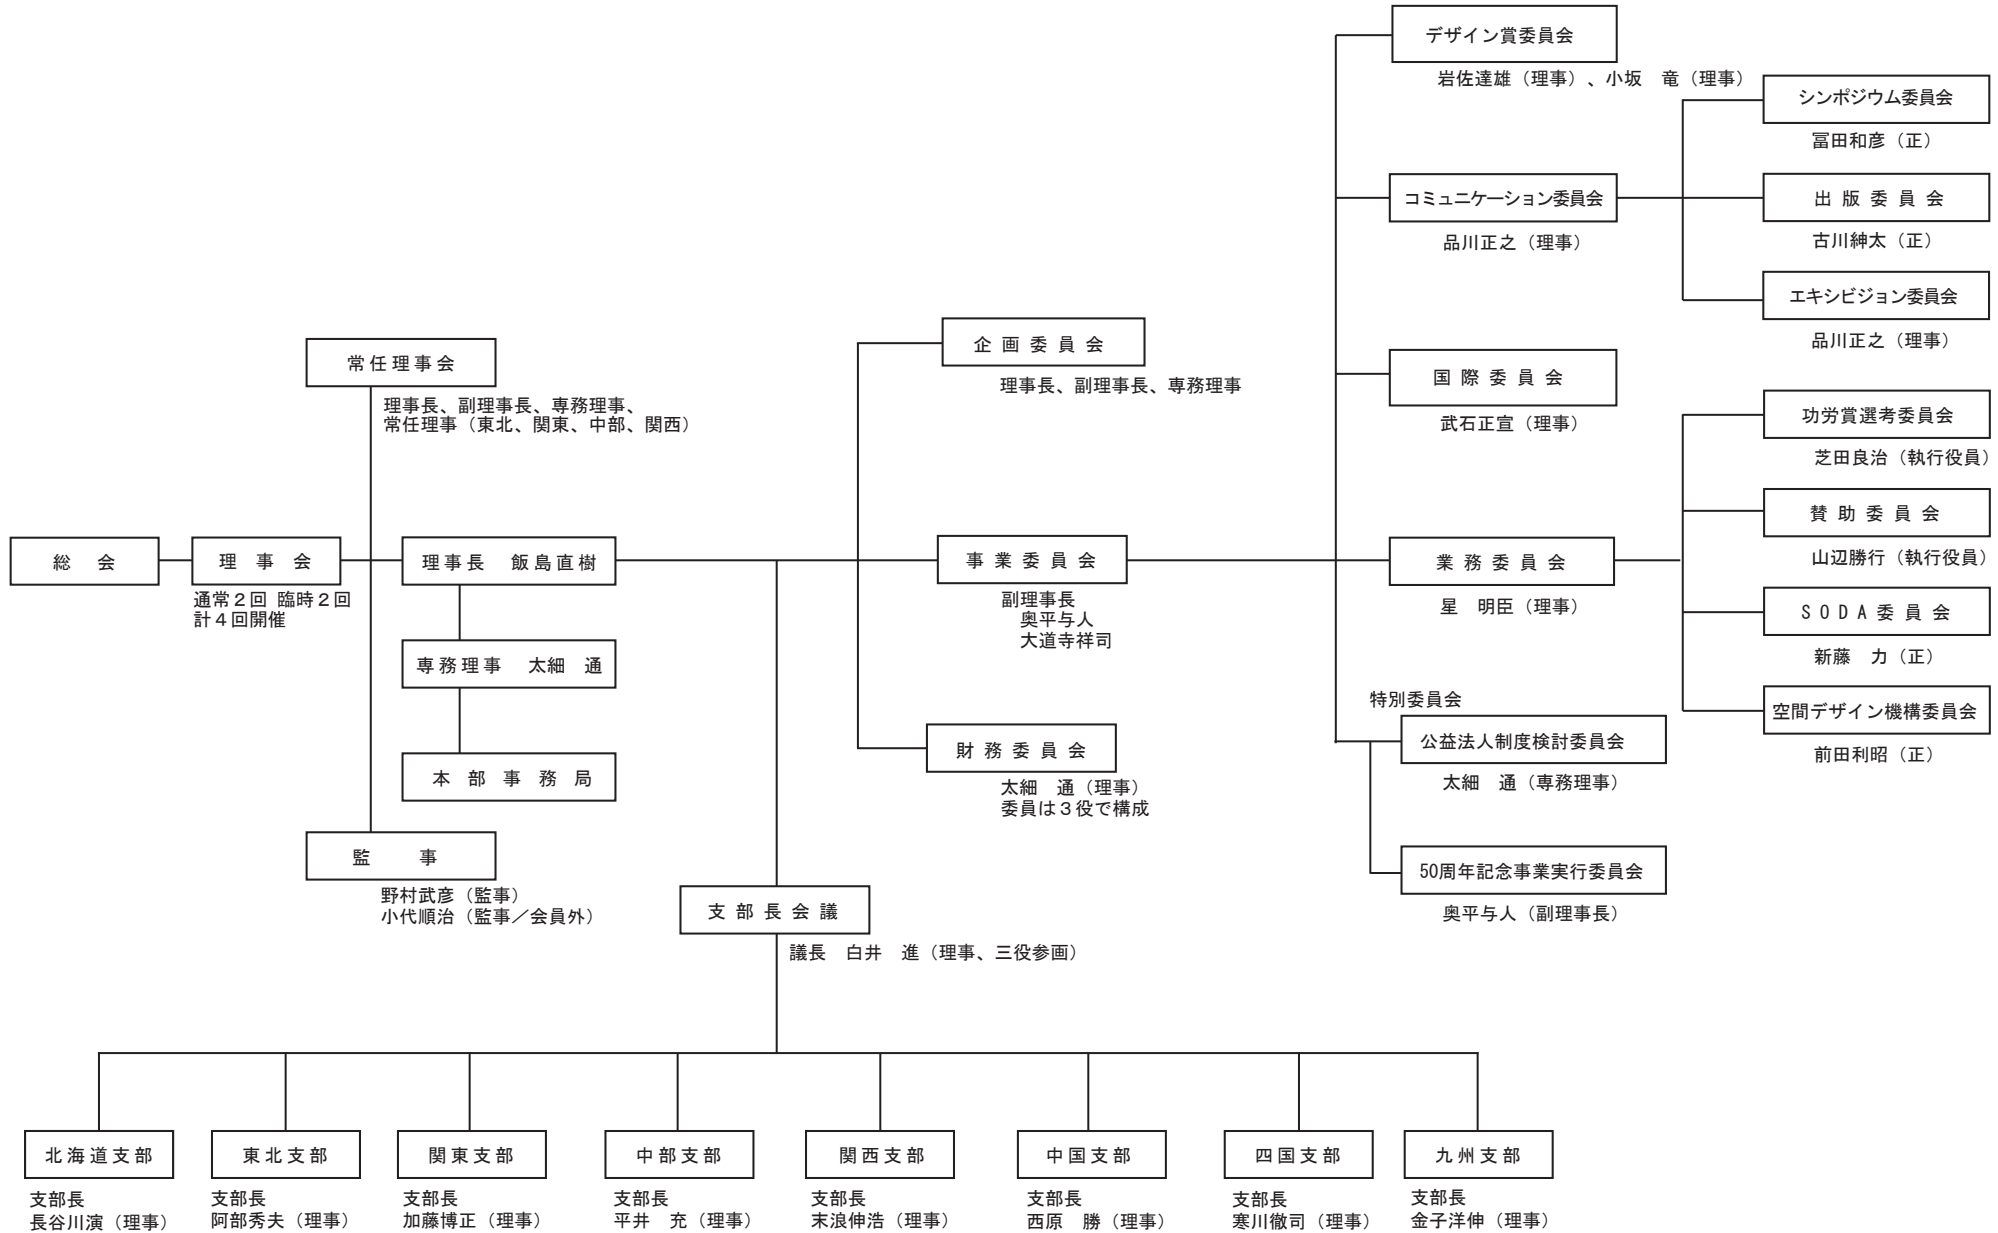 総　会
理　事　会
通常２回 臨時２回
計４回開催
常任理事会
理事長、副理事長、専務理事、
常任理事（東北、関東、中部、関西）
理事長　飯島直樹
専務理事　太細　通
本部事務局
監　　事
野村武彦（監事）
小代順治（監事／会員外）
企画委員会
理事長、副理事長、専務理事
事業委員会
副理事長
奥平与人
大道寺祥司
財務委員会
太細　通（理事）
委員は３役で構成
デザイン賞委員会
岩佐達雄（理事）、小坂　竜（理事）
コミュニケーション委員会
品川正之（理事）
シンポジウム委員会
冨田和彦（正）
出版委員会
古川紳太（正）
エキシビジョン委員会
品川正之（理事）
国際委員会
武石正宣（理事）
業務委員会
星　明臣（理事）
功労賞選考委員会
芝田良治（執行役員）
賛助委員会
山辺勝行（執行役員）
ＳＯＤＡ委員会
新藤　力（正）
空間デザイン機構委員会
前田利昭（正）
特別委員会
公益法人制度検討委員会
太細　通（専務理事）
50周年記念事業実行委員会
奥平与人（副理事長）
支部長会議
議長　白井　進（理事、三役参画）
北海道支部
支部長
長谷川演（理事）
東北支部
支部長
阿部秀夫（理事）
関東支部
支部長
加藤博正（理事）
中部支部
支部長
平井　充（理事）
関西支部
支部長
末浪伸浩（理事）
中国支部
支部長
西原　勝（理事）
四国支部
支部長
寒川徹司（理事）
九州支部
支部長
金子洋伸（理事）